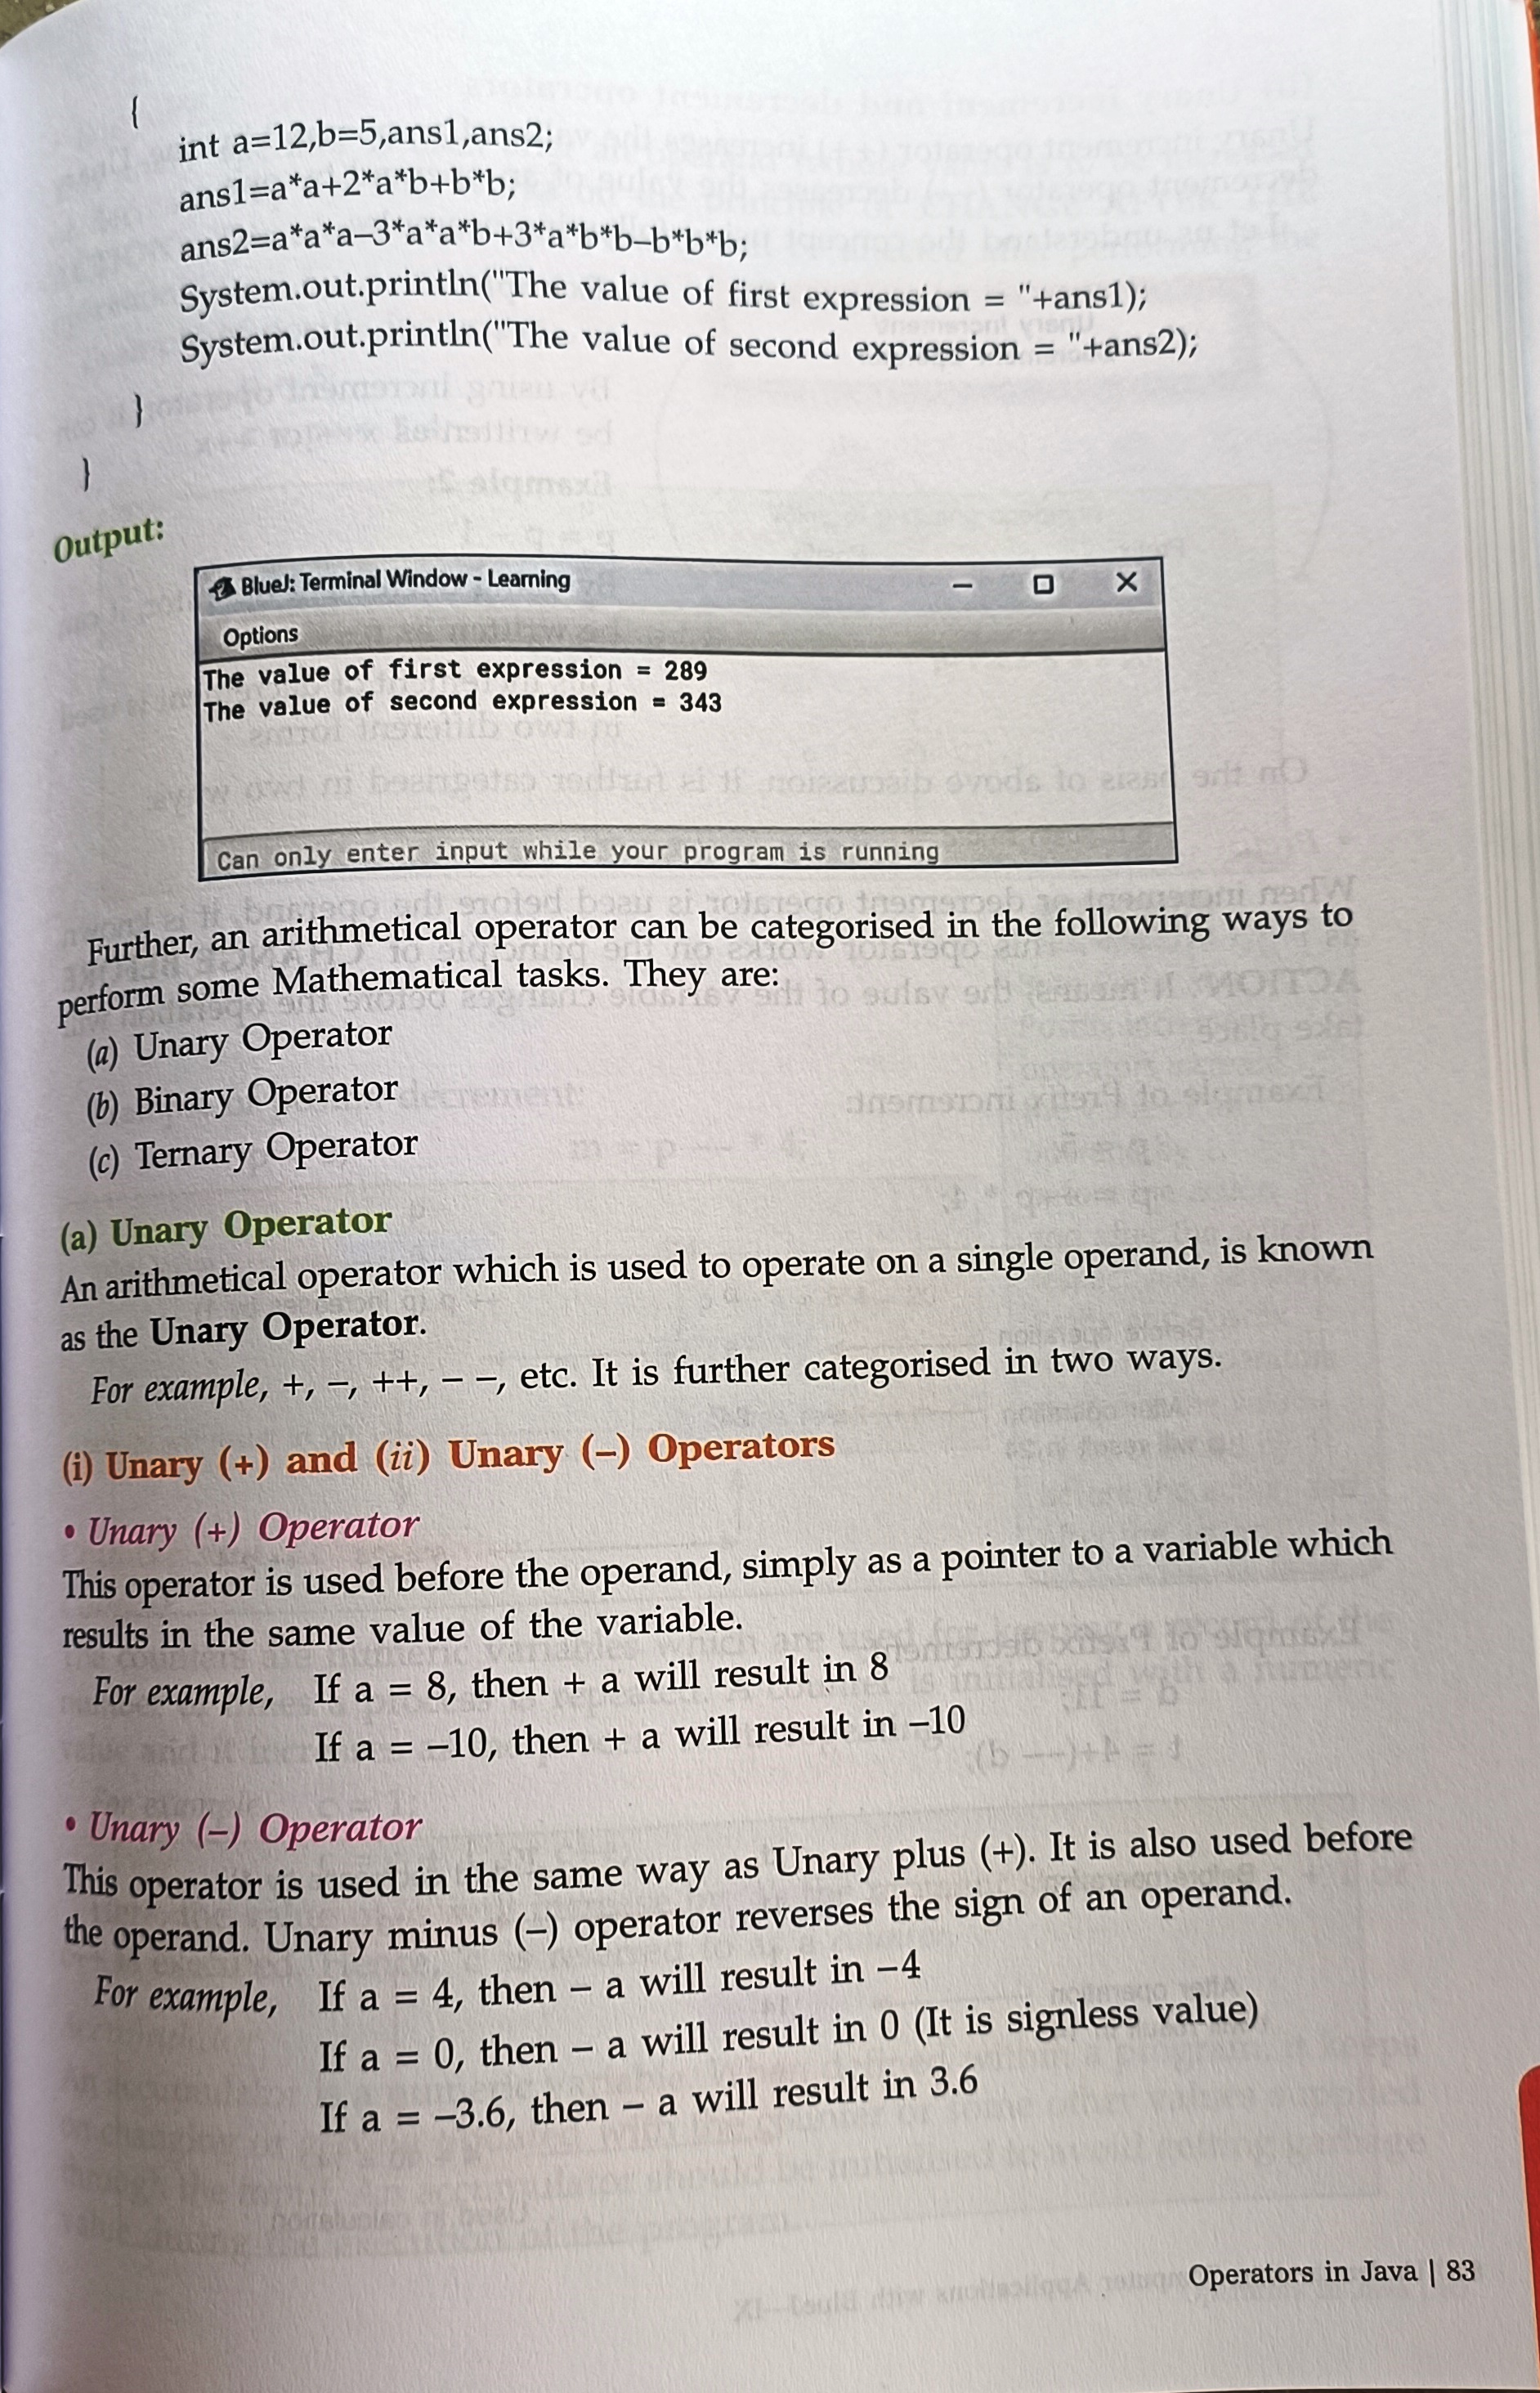 {
int a=12,b=5,ans1,ans2;
ans1=a*a+2*a*b+b*b;
ans2=a*a*a–3*a*a*b+3*a*b*b–b*b*b;
System.out.println("The value of first expression = "+ans1);
System.out.println("The value of second expression = "+ans2);
}
}
Output:
BlueJ: Terminal Window - Learning
Options
The value of first expression = 289
The value of second expression = 343
Can only enter input while your program is running
Further, an arithmetical operator can be categorised in the following ways to
perform some Mathematical tasks. They are:
(a) Unary Operator
(b) Binary Operator
(c) Ternary Operator
(a) Unary Operator
An arithmetical operator which is used to operate on a single operand, is known
as the Unary Operator.
For example, +, –, ++, – –, etc. It is further categorised in two ways.
(i) Unary (+) and (ii) Unary (–) Operators
• Unary (+) Operator
This operator is used before the operand, simply as a pointer to a variable which
results in the same value of the variable.
For example, If a = 8, then + a will result in 8
If a = –10, then + a will result in –10
• Unary (–) Operator
This operator is used in the same way as Unary plus (+). It is also used before
the operand. Unary minus (–) operator reverses the sign of an operand.
For example, If a = 4, then – a will result in –4
If a = 0, then – a will result in 0 (It is signless value)
If a = –3.6, then – a will result in 3.6
Operators in Java | 83